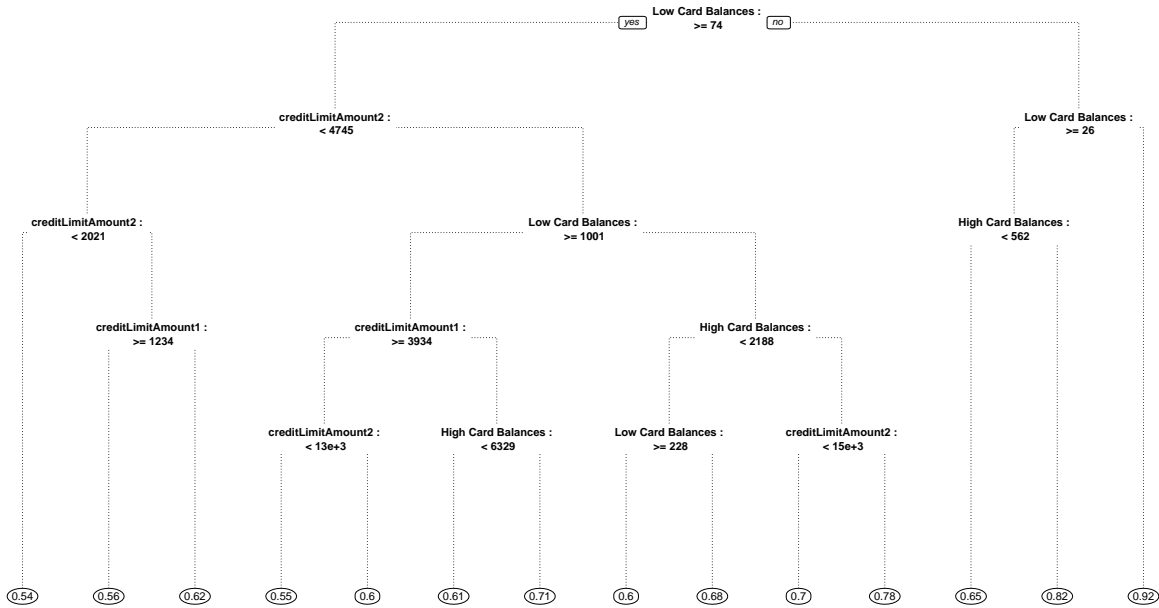 Low Card Balances :
>= 74
yes
no
creditLimitAmount2 :
< 4745
Low Card Balances :
>= 26
creditLimitAmount2 :
< 2021
Low Card Balances :
>= 1001
High Card Balances :
< 562
creditLimitAmount1 :
>= 1234
creditLimitAmount1 :
>= 3934
High Card Balances :
< 2188
creditLimitAmount2 :
< 13e+3
High Card Balances :
< 6329
Low Card Balances :
>= 228
creditLimitAmount2 :
< 15e+3
0.54 0.56 0.62 0.55 0.6 0.61 0.71 0.6 0.68 0.7 0.78 0.65 0.82 0.92